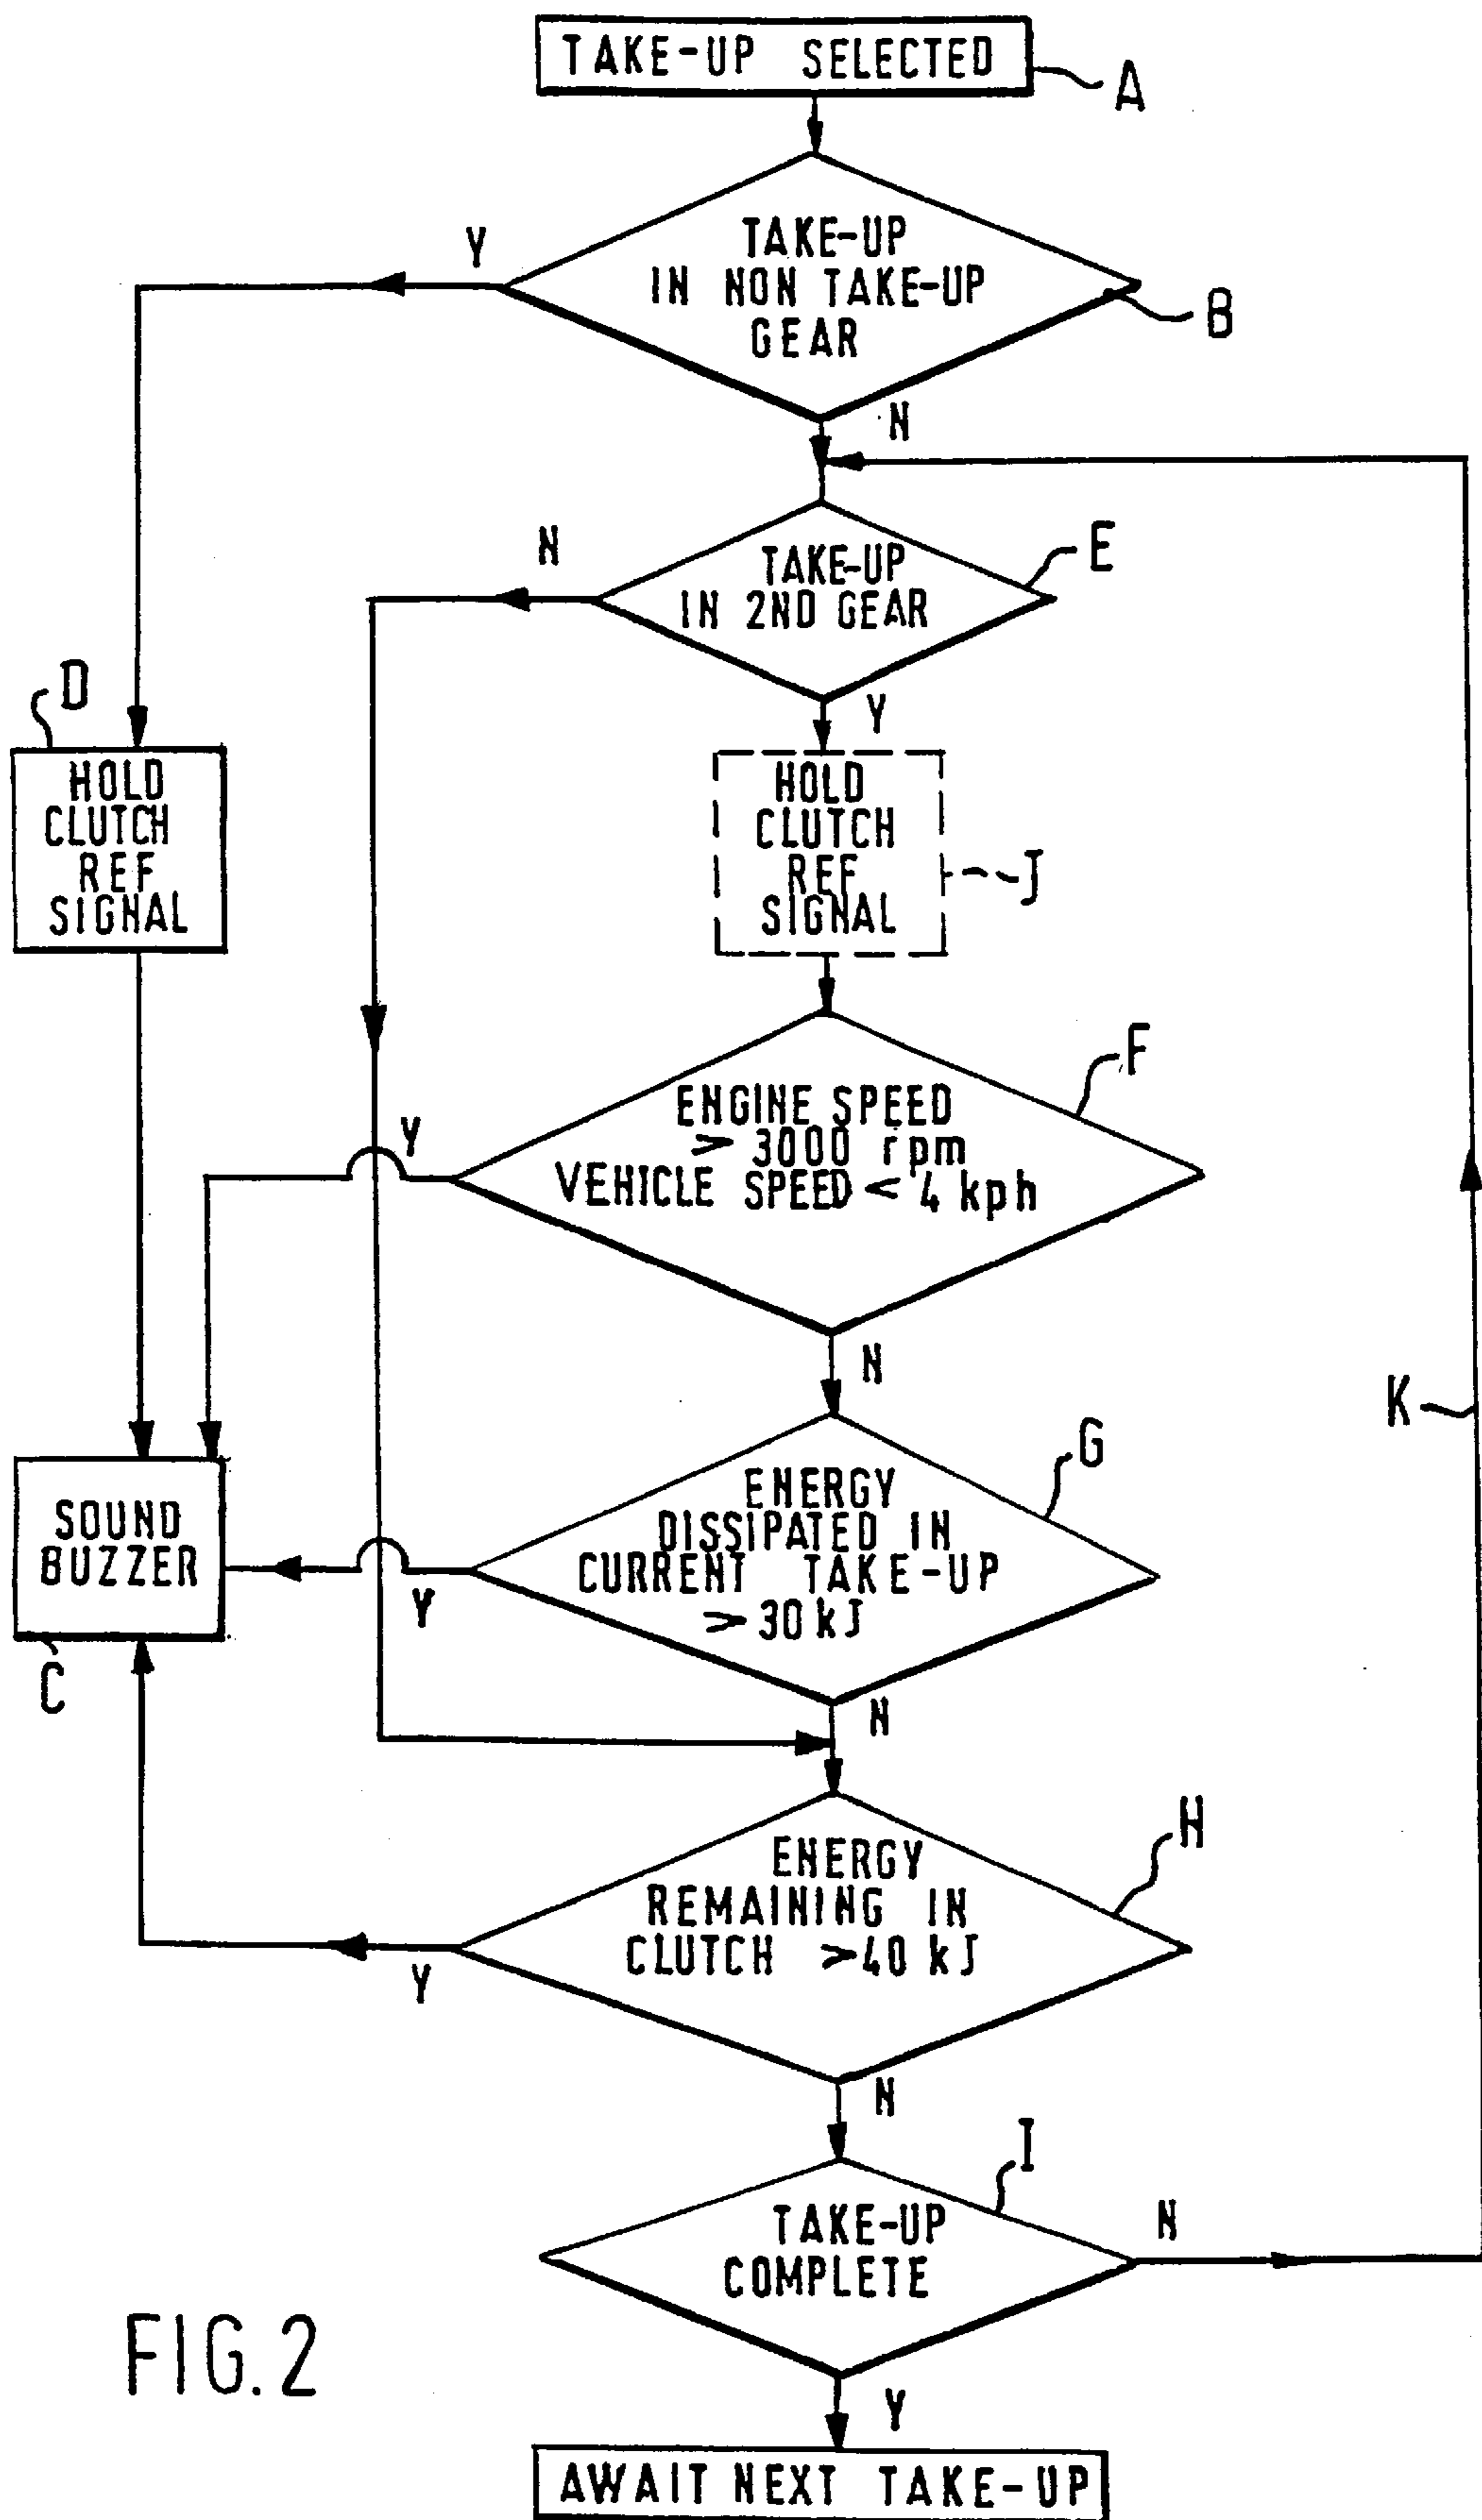 TAKE-UP SELECTED
A
TAKE-UP
IN NON TAKE-UP
GEAR
B
Y
N
TAKE-UP
IN 2ND GEAR
E
N
Y
D
HOLD
CLUTCH
REF
SIGNAL
HOLD
CLUTCH
REF
SIGNAL
J
F
ENGINE SPEED
> 3000 rpm
VEHICLE SPEED < 4 kph
Y
N
K
G
ENERGY
DISSIPATED IN
CURRENT TAKE-UP
> 30 kJ
Y
N
SOUND
BUZZER
C
H
ENERGY
REMAINING IN
CLUTCH >40 kJ
Y
N
I
TAKE-UP
COMPLETE
N
Y
FIG.2
AWAIT NEXT TAKE-UP